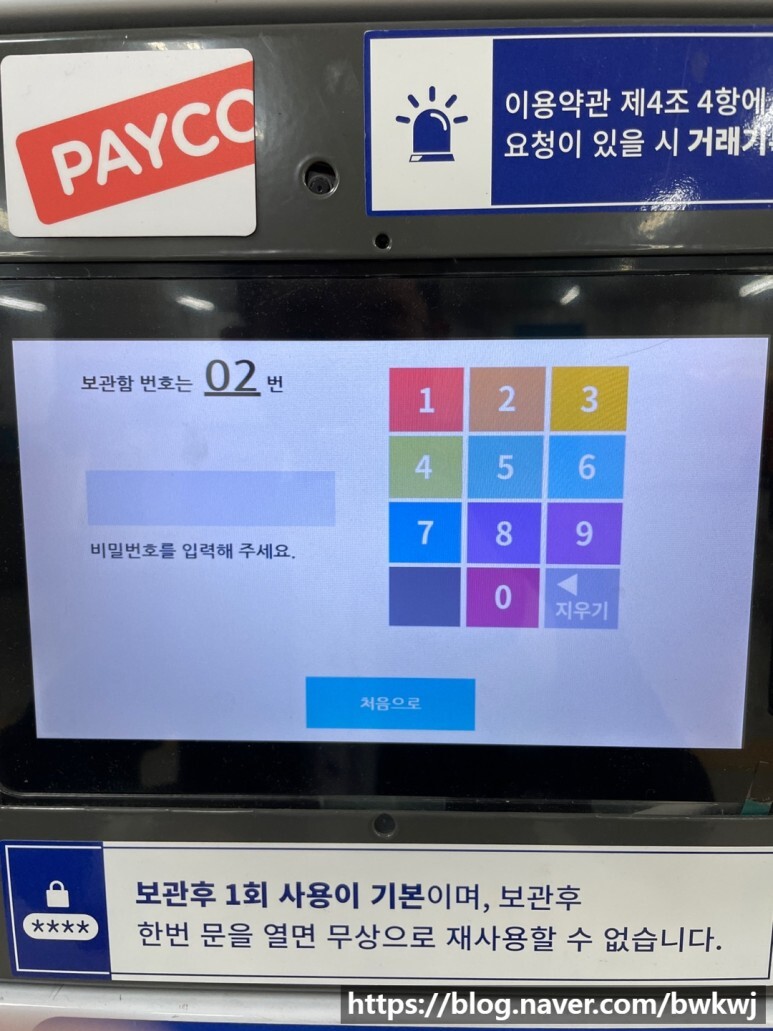 PAYCO
이용약관 제4조 4항에
요청이 있을 시 거래기
보관함 번호는 02 번
1 2 3
4 5 6
비밀번호를 입력해 주세요.
7 8 9
0
지우기
처음으로
보관후 1회 사용이 기본이며, 보관후
****
한번 문을 열면 무상으로 재사용할 수 없습니다.
https://blog.naver.com/bwkwj